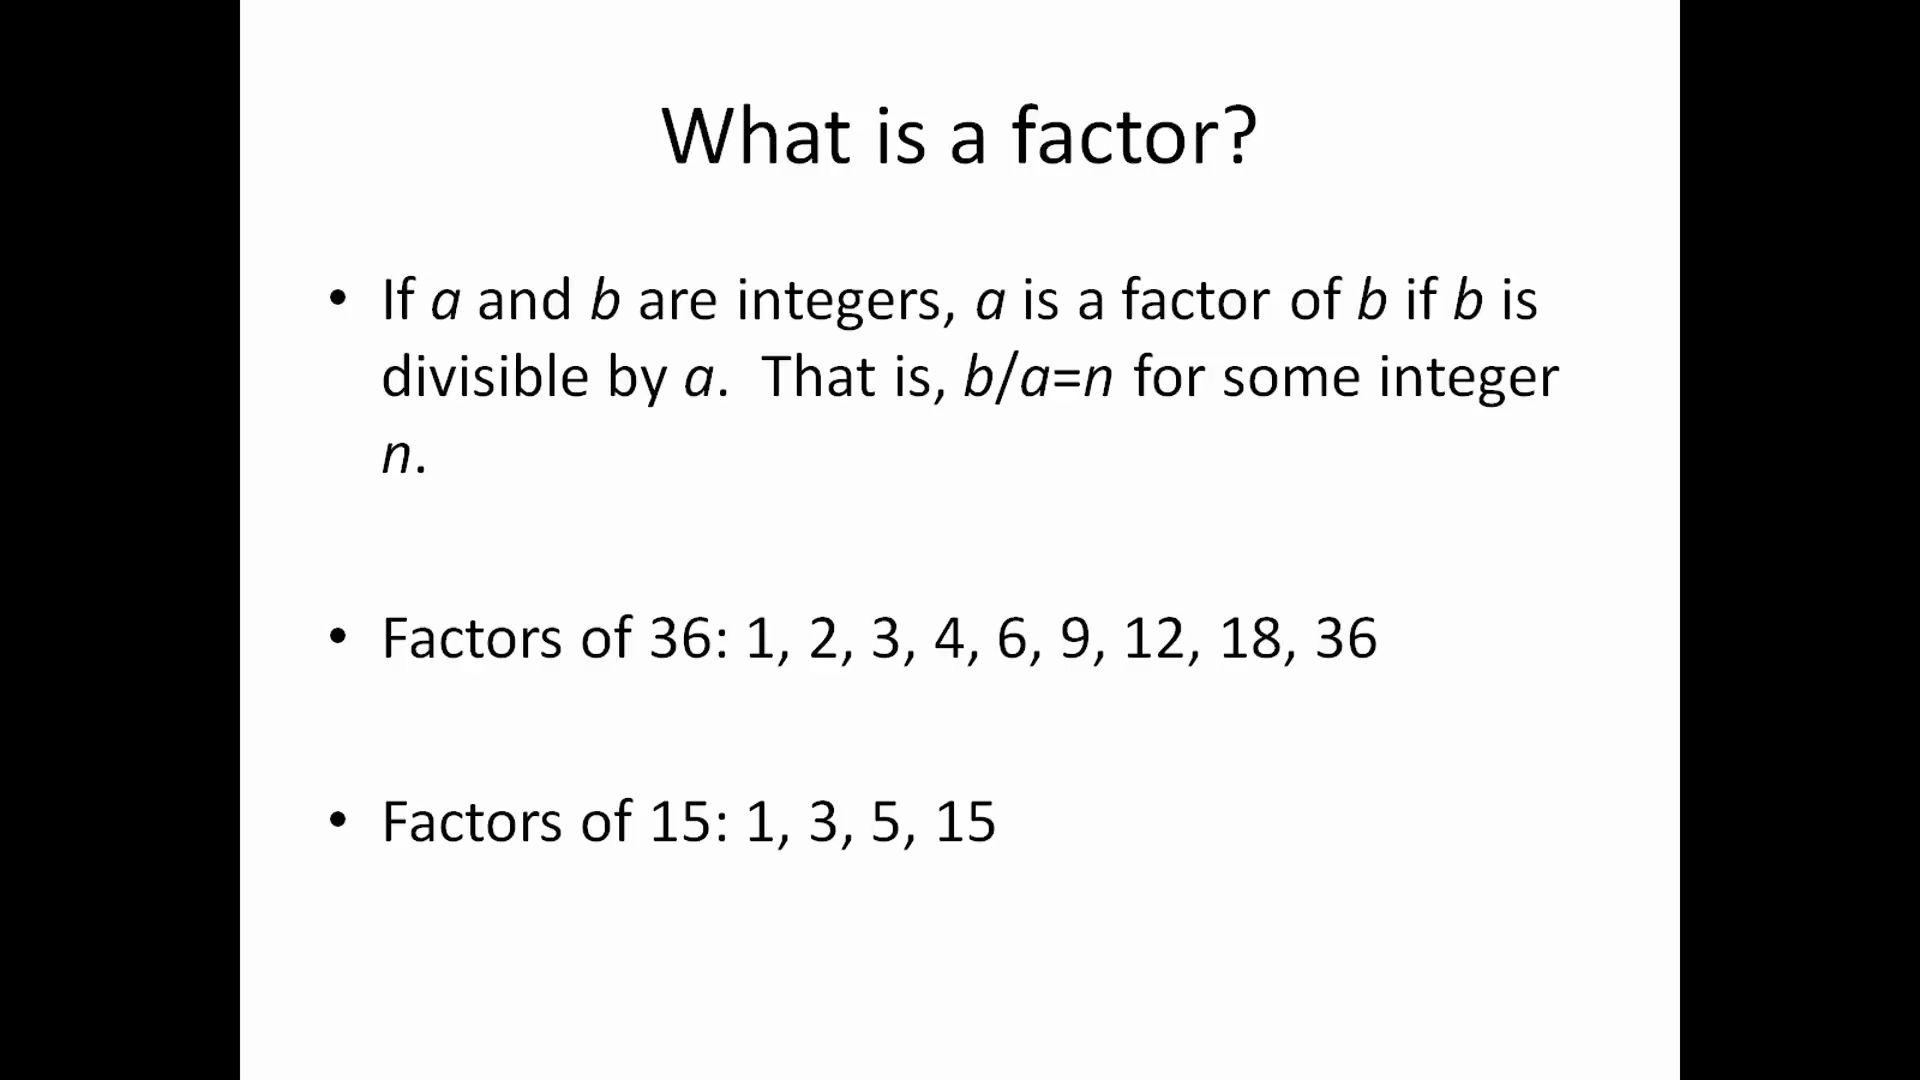 What is a factor?
• If a and b are integers, a is a factor of b if b is
divisible by a.  That is, b/a=n for some integer
n.
• Factors of 36: 1, 2, 3, 4, 6, 9, 12, 18, 36
• Factors of 15: 1, 3, 5, 15